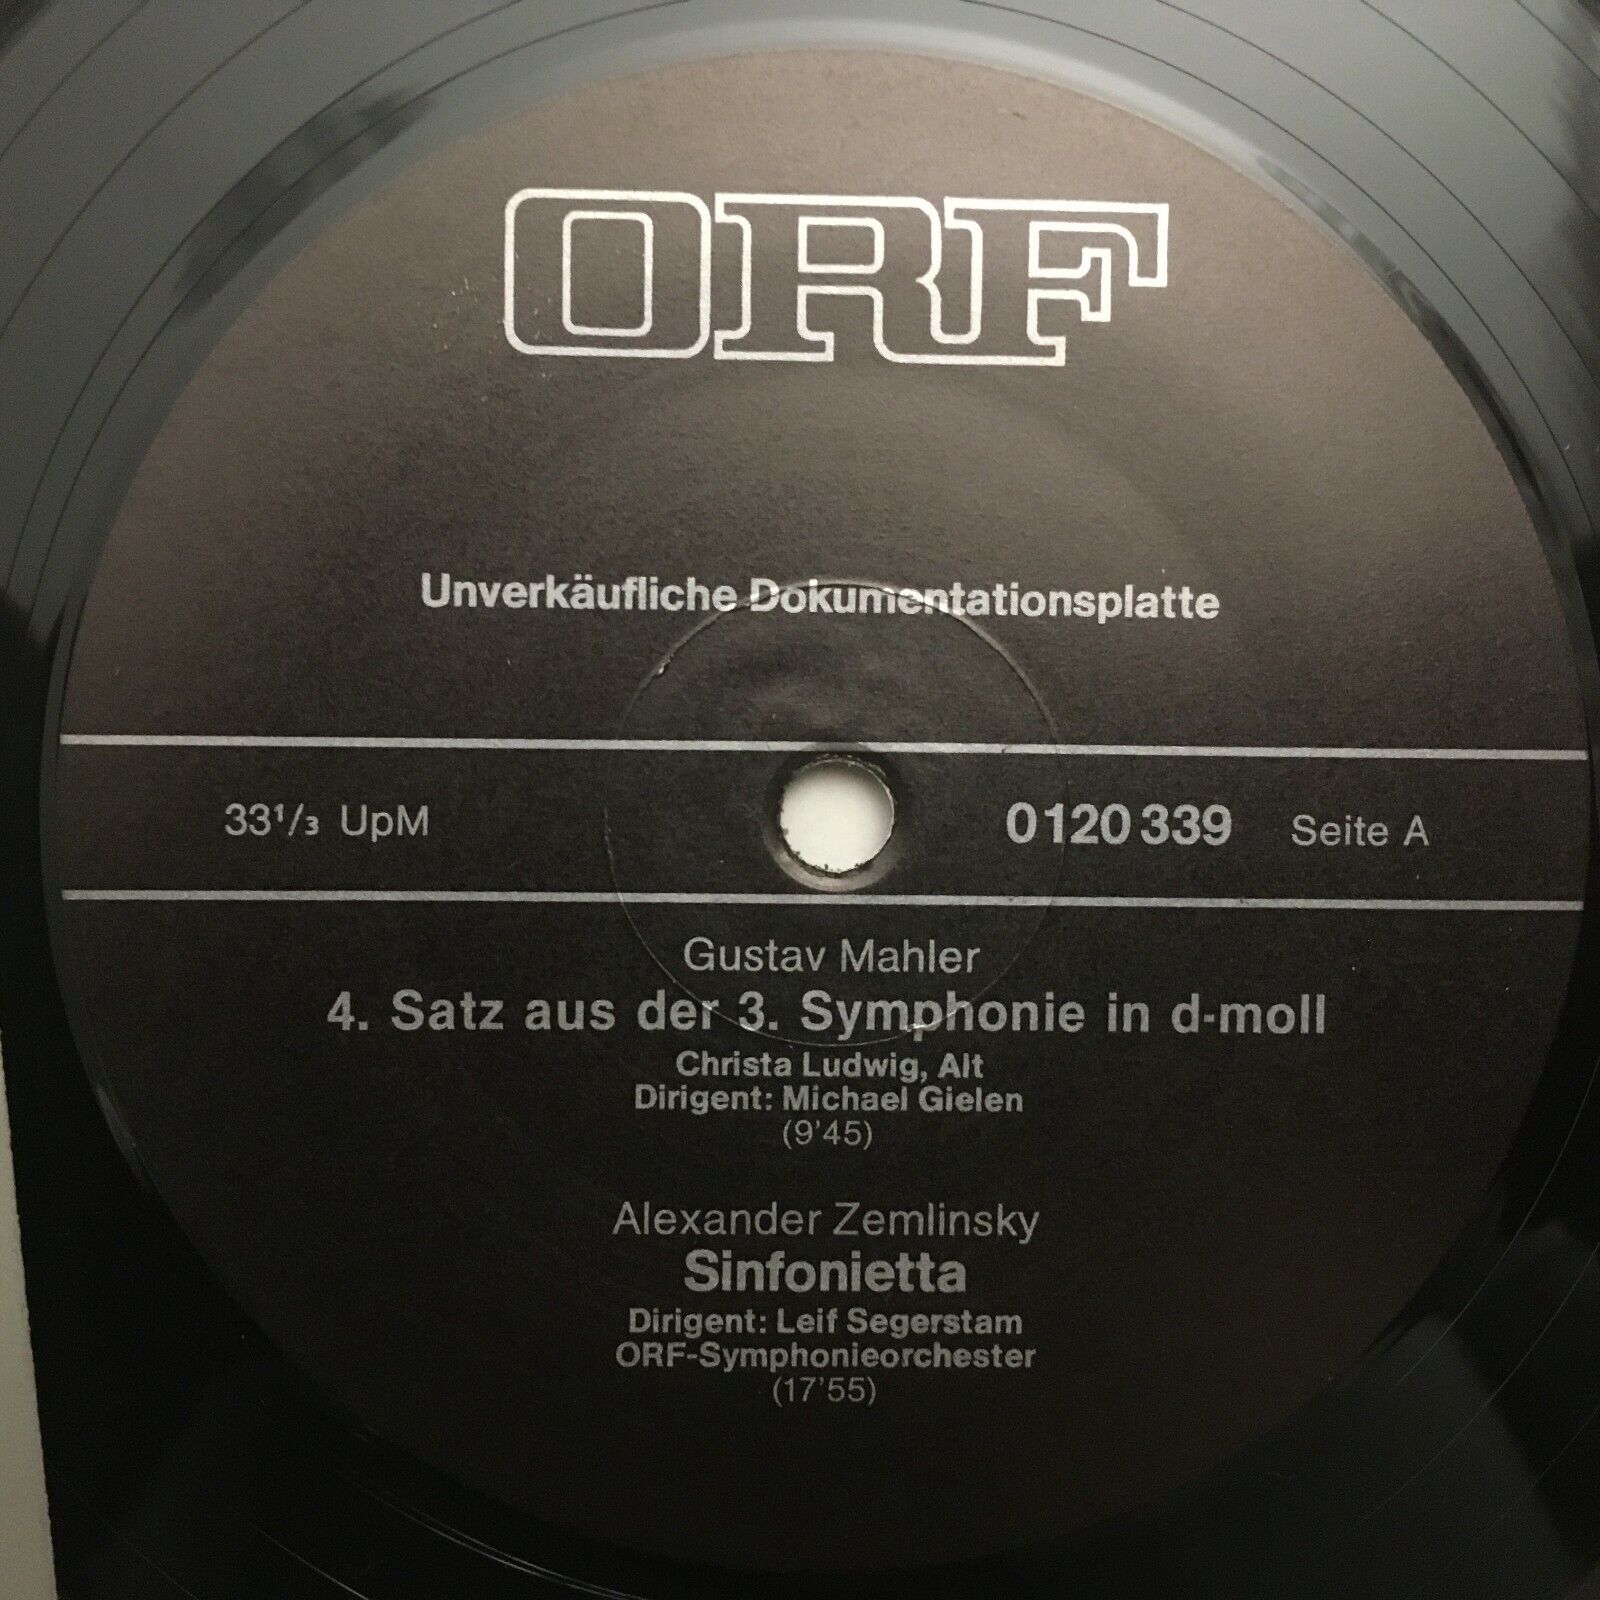 ORF
Unverkäufliche Dokumentationsplatte
33¹/₃ UpM
0120 339 Seite A
Gustav Mahler
4. Satz aus der 3. Symphonie in d-moll
Christa Ludwig, Alt
Dirigent: Michael Gielen
(9'45)
Alexander Zemlinsky
Sinfonietta
Dirigent: Leif Segerstam
ORF-Symphonieorchester
(17'55)